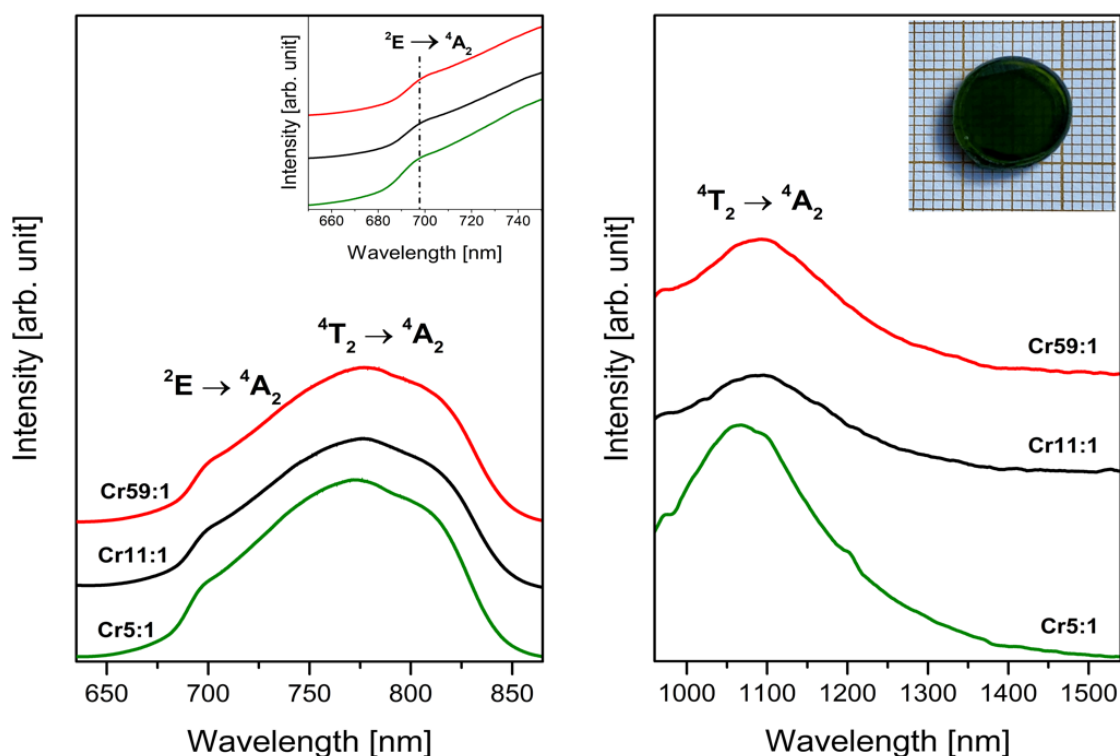 ²E → ⁴A₂
Intensity [arb. unit]
660 680 700 720 740
Wavelength [nm]
Intensity [arb. unit]
⁴T₂ → ⁴A₂
²E → ⁴A₂
Cr59:1
Cr11:1
Cr5:1
650 700 750 800 850
Wavelength [nm]
Intensity [arb. unit]
⁴T₂ → ⁴A₂
Cr59:1
Cr11:1
Cr5:1
1000 1100 1200 1300 1400 1500
Wavelength [nm]